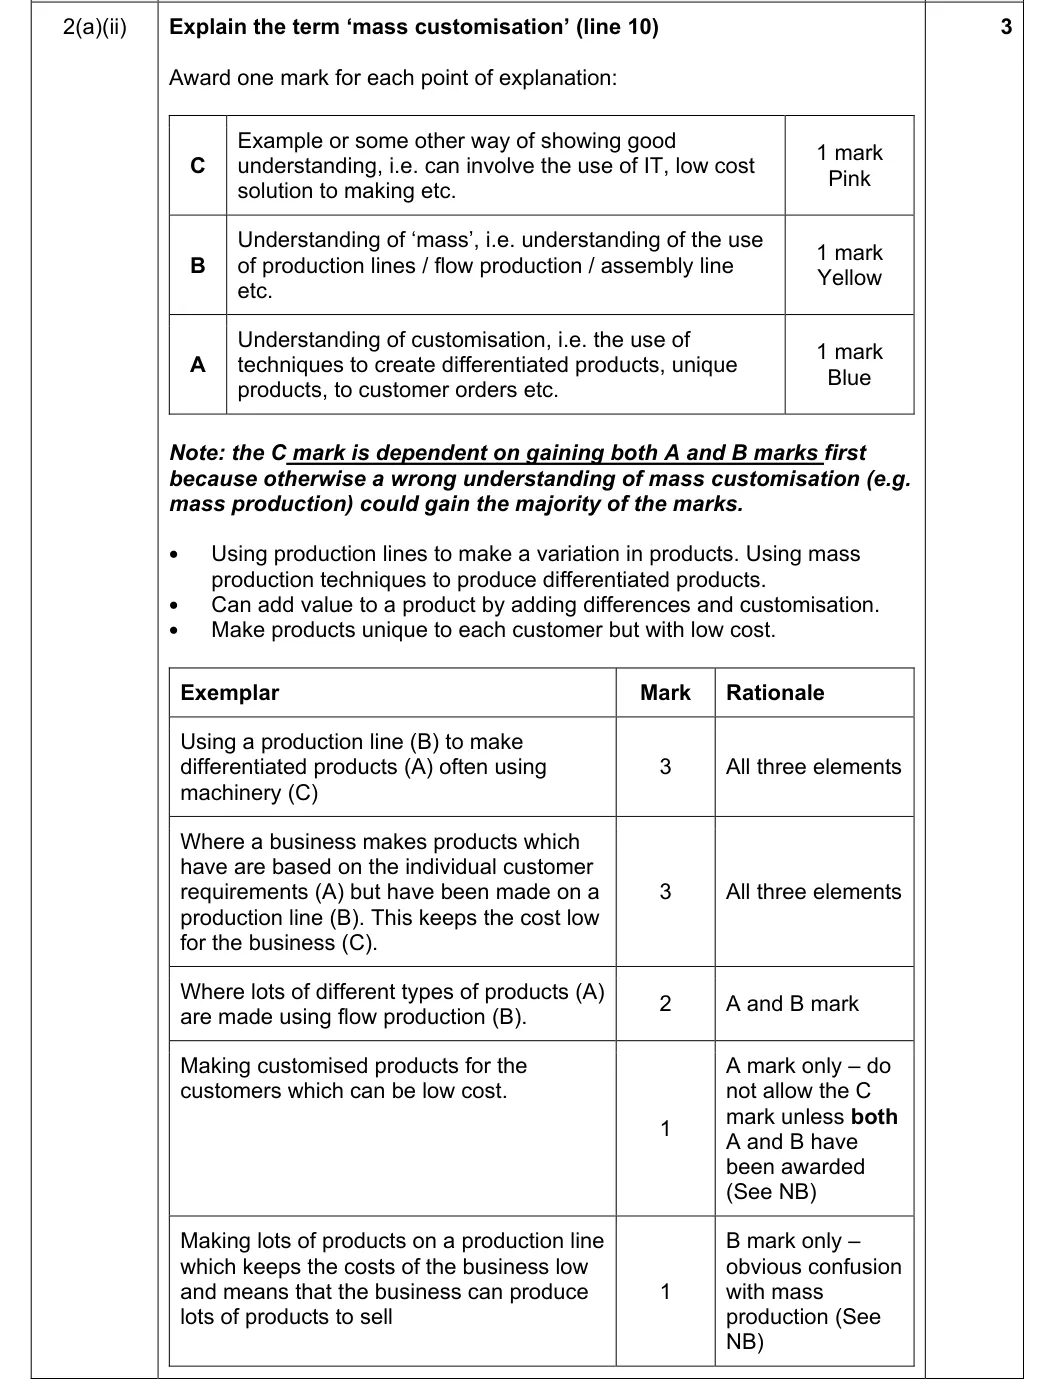 2(a)(ii)
Explain the term ‘mass customisation’ (line 10)
3
Award one mark for each point of explanation:
C
Example or some other way of showing good
understanding, i.e. can involve the use of IT, low cost
solution to making etc.
1 mark
Pink
B
Understanding of ‘mass’, i.e. understanding of the use
of production lines / flow production / assembly line
etc.
1 mark
Yellow
A
Understanding of customisation, i.e. the use of
techniques to create differentiated products, unique
products, to customer orders etc.
1 mark
Blue
Note: the C mark is dependent on gaining both A and B marks first
because otherwise a wrong understanding of mass customisation (e.g.
mass production) could gain the majority of the marks.
• Using production lines to make a variation in products. Using mass
production techniques to produce differentiated products.
• Can add value to a product by adding differences and customisation.
• Make products unique to each customer but with low cost.
Exemplar
Mark
Rationale
Using a production line (B) to make
differentiated products (A) often using
machinery (C)
3
All three elements
Where a business makes products which
have are based on the individual customer
requirements (A) but have been made on a
production line (B). This keeps the cost low
for the business (C).
3
All three elements
Where lots of different types of products (A)
are made using flow production (B).
2
A and B mark
Making customised products for the
customers which can be low cost.
1
A mark only – do
not allow the C
mark unless both
A and B have
been awarded
(See NB)
Making lots of products on a production line
which keeps the costs of the business low
and means that the business can produce
lots of products to sell
1
B mark only –
obvious confusion
with mass
production (See
NB)